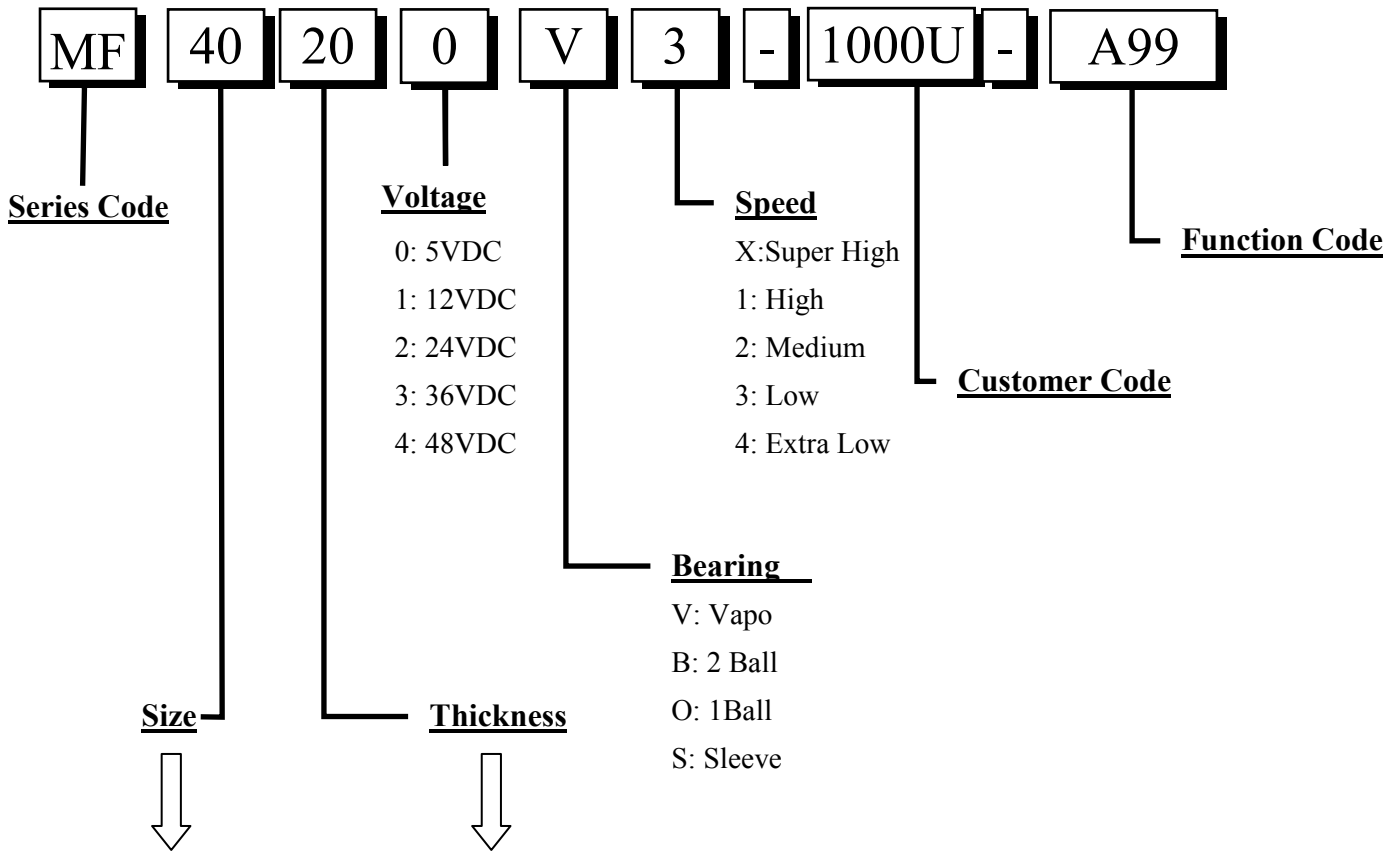 MF 40 20 0 V 3 - 1000U - A99
Series Code
Voltage
0: 5VDC
1: 12VDC
2: 24VDC
3: 36VDC
4: 48VDC
Speed
X:Super High
1: High
2: Medium
3: Low
4: Extra Low
Function Code
Customer Code
Bearing
V: Vapo
B: 2 Ball
O: 1Ball
S: Sleeve
Size
Thickness